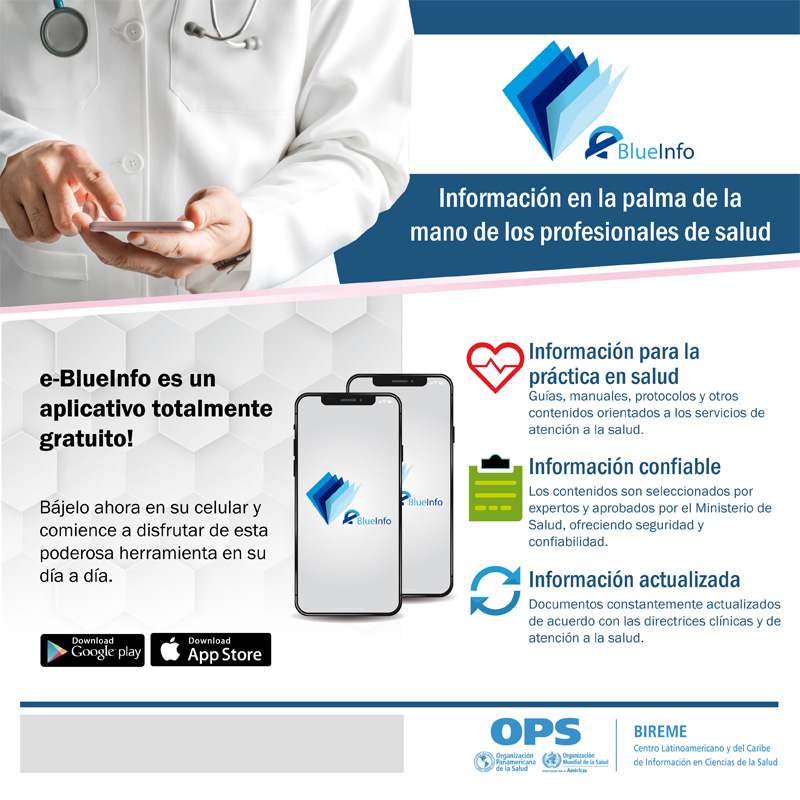 e BlueInfo
Información en la palma de la
mano de los profesionales de salud
e-BlueInfo es un
aplicativo totalmente
gratuito!
Bájelo ahora en su celular y
comience a disfrutar de esta
poderosa herramienta en su
día a día.
Download
Google play
Download
App Store
e BlueInfo
e BlueInfo
Información para la
práctica en salud
Guías, manuales, protocolos y otros
contenidos orientados a los servicios de
atención a la salud.
Información confiable
Los contenidos son seleccionados por
expertos y aprobados por el Ministerio de
Salud, ofreciendo seguridad y
confiabilidad.
Información actualizada
Documentos constantemente actualizados
de acuerdo con las directrices clínicas y de
atención a la salud.
OPS
Organización
Panamericana
de la Salud
Organización
Mundial de la Salud
Américas
BIREME
Centro Latinoamericano y del Caribe
de Información en Ciencias de la Salud